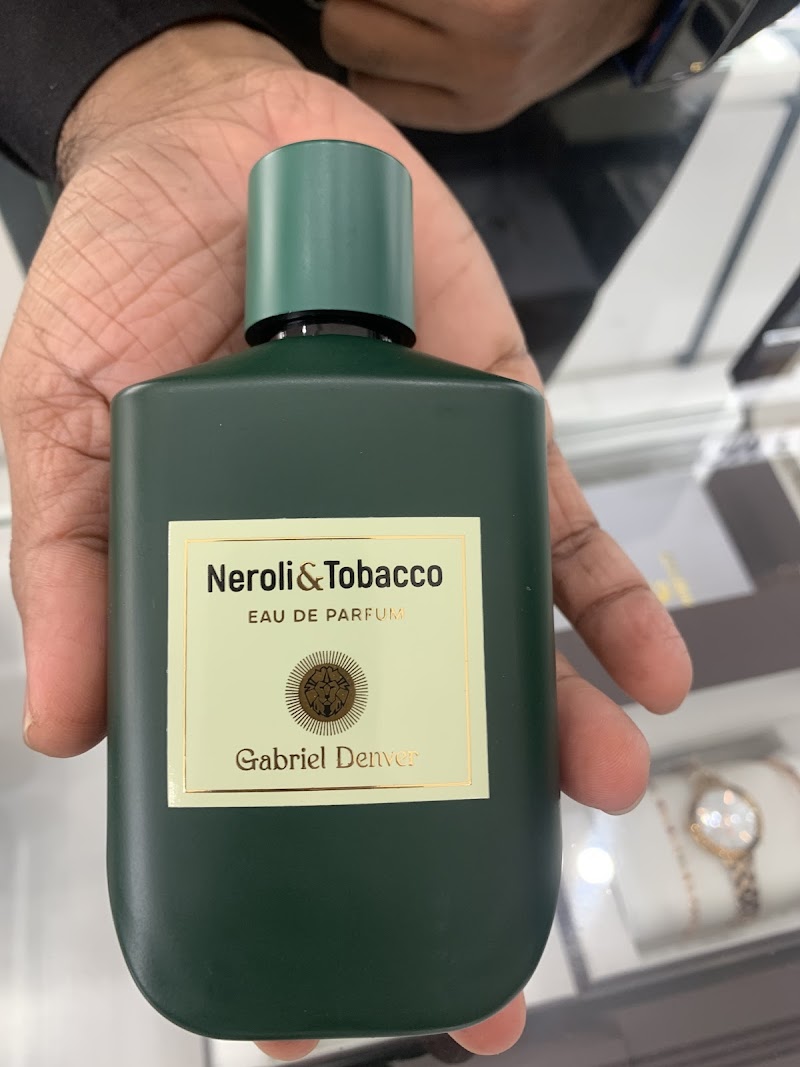 Neroli&Tobacco
EAU DE PARFUM
Gabriel Denver